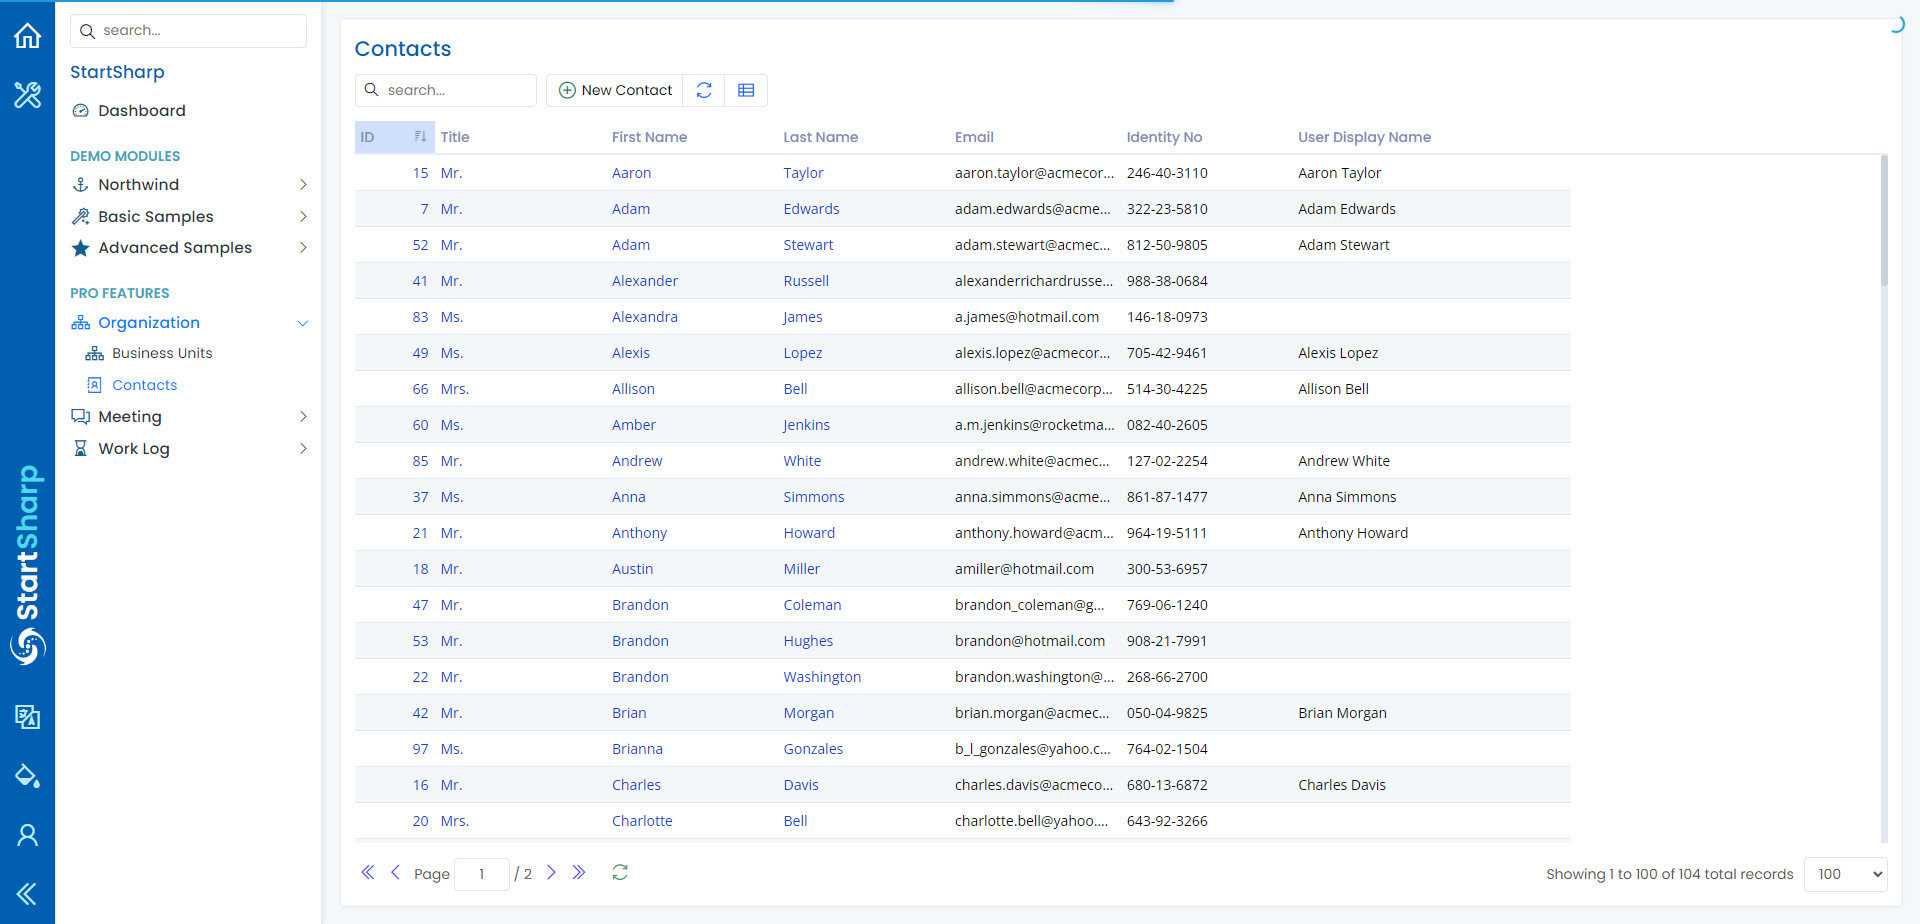 search...
StartSharp
Dashboard
DEMO MODULES
Northwind
Basic Samples
Advanced Samples
PRO FEATURES
Organization
Business Units
Contacts
Meeting
Work Log
StartSharp
Contacts
search...
New Contact
ID Title First Name Last Name Email Identity No User Display Name
15 Mr. Aaron Taylor aaron.taylor@acmecor... 246-40-3110 Aaron Taylor
7 Mr. Adam Edwards adam.edwards@acme... 322-23-5810 Adam Edwards
52 Mr. Adam Stewart adam.stewart@acmec... 812-50-9805 Adam Stewart
41 Mr. Alexander Russell alexanderrichardrusse... 988-38-0684
83 Ms. Alexandra James a.james@hotmail.com 146-18-0973
49 Ms. Alexis Lopez alexis.lopez@acmecor... 705-42-9461 Alexis Lopez
66 Mrs. Allison Bell allison.bell@acmecorp... 514-30-4225 Allison Bell
60 Ms. Amber Jenkins a.m.jenkins@rocketma... 082-40-2605
85 Mr. Andrew White andrew.white@acmec... 127-02-2254 Andrew White
37 Ms. Anna Simmons anna.simmons@acme... 861-87-1477 Anna Simmons
21 Mr. Anthony Howard anthony.howard@acm... 964-19-5111 Anthony Howard
18 Mr. Austin Miller amiller@hotmail.com 300-53-6957
47 Mr. Brandon Coleman brandon_coleman@g... 769-06-1240
53 Mr. Brandon Hughes brandon@hotmail.com 908-21-7991
22 Mr. Brandon Washington brandon.washington@... 268-66-2700
42 Mr. Brian Morgan brian.morgan@acmec... 050-04-9825 Brian Morgan
97 Ms. Brianna Gonzales b_l_gonzales@yahoo.c... 764-02-1504
16 Mr. Charles Davis charles.davis@acmeco... 680-13-6872 Charles Davis
20 Mrs. Charlotte Bell charlotte.bell@yahoo.... 643-92-3266
Page 1 / 2
Showing 1 to 100 of 104 total records 100